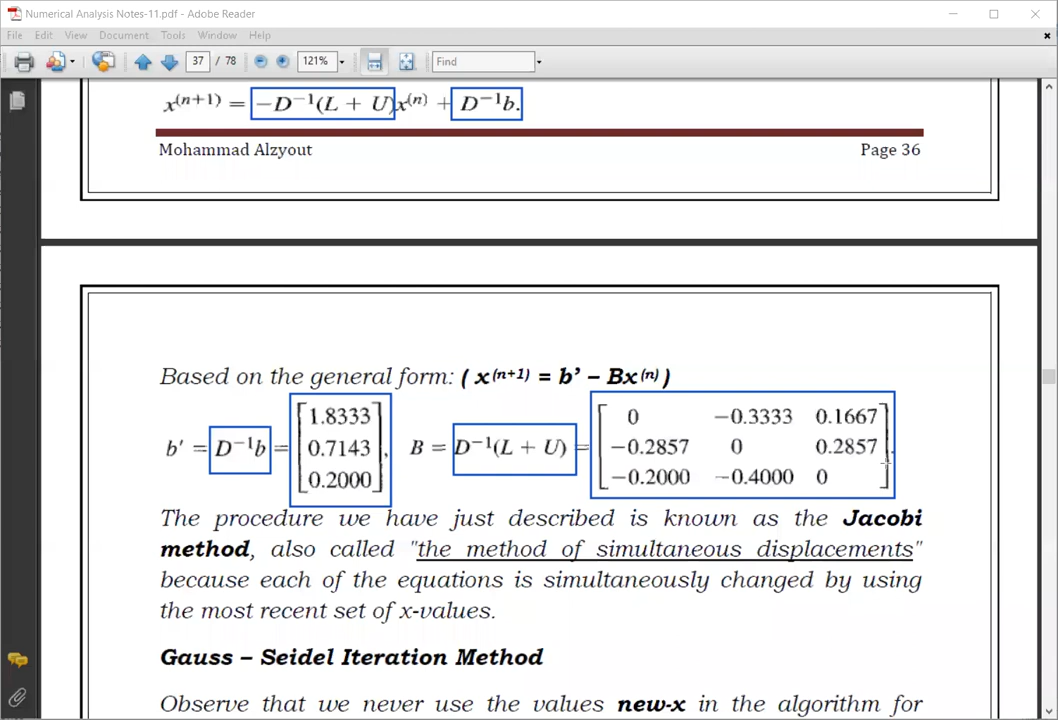 Numerical Analysis Notes-11.pdf - Adobe Reader
File Edit View Document Tools Window Help
37 / 78 121% Find
x⁽ⁿ⁺¹⁾ = −D⁻¹(L + U)x⁽ⁿ⁾ + D⁻¹b.
Mohammad Alzyout Page 36
Based on the general form: ( x⁽ⁿ⁺¹⁾ = b’ – Bx⁽ⁿ⁾ )
1.8333 0 −0.3333 0.1667
b′ = D⁻¹b = 0.7143 , B = D⁻¹(L + U) = −0.2857 0 0.2857 .
0.2000 −0.2000 −0.4000 0
The procedure we have just described is known as the Jacobi
method, also called "the method of simultaneous displacements"
because each of the equations is simultaneously changed by using
the most recent set of x-values.
Gauss – Seidel Iteration Method
Observe that we never use the values new-x in the algorithm for